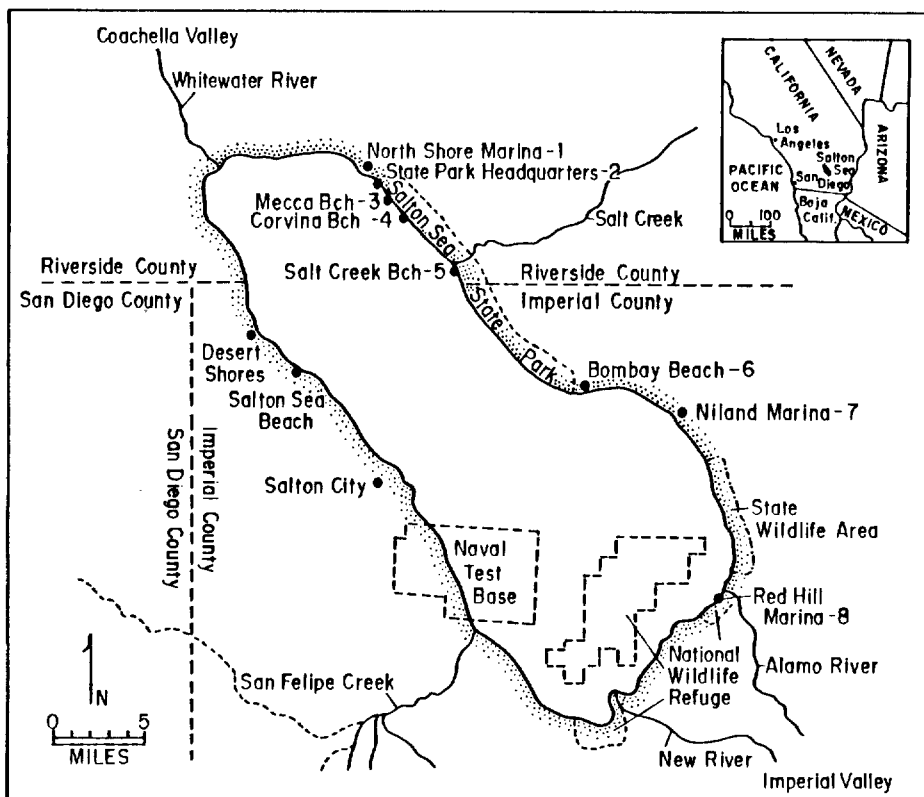 Coachella Valley
Whitewater River
North Shore Marina-1
State Park Headquarters-2
Mecca Bch-3
Corvina Bch-4
Salt Creek Bch-5
Salton Sea
State
Park
Salt Creek
Riverside County
San Diego County
Riverside County
Imperial County
Desert
Shores
Salton Sea
Beach
Bombay Beach-6
Niland Marina-7
San Diego County
Imperial County
Salton City
State
Wildlife Area
Naval
Test
Base
Red Hill
Marina-8
National
Wildlife
Refuge
Alamo River
San Felipe Creek
New River
Imperial Valley
N
0 5
MILES
CALIFORNIA
NEVADA
ARIZONA
Los
Angeles
Salton
Sea
PACIFIC
OCEAN
San
Diego
Baja
Calif.
MEXICO
0 100
MILES